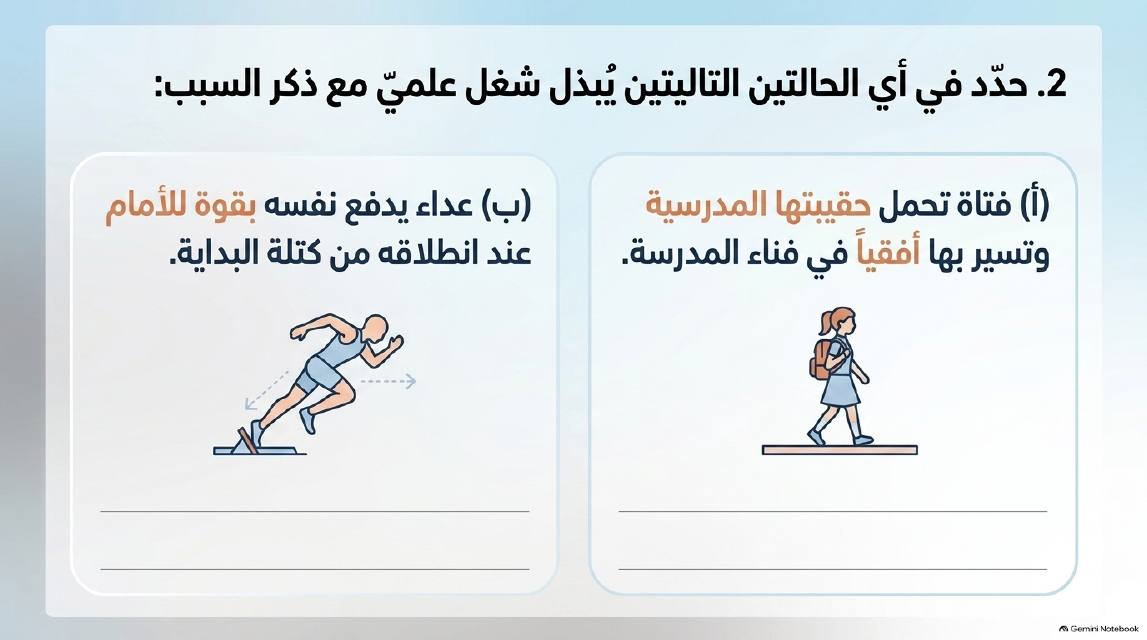 2. حدّد في أي الحالتين التاليتين يُبذل شغل علميّ مع ذكر السبب:
(أ) فتاة تحمل حقيبتها المدرسية
وتسير بها أفقياً في فناء المدرسة.
(ب) عداء يدفع نفسه بقوة للأمام
عند انطلاقه من كتلة البداية.
Gemini Notebook